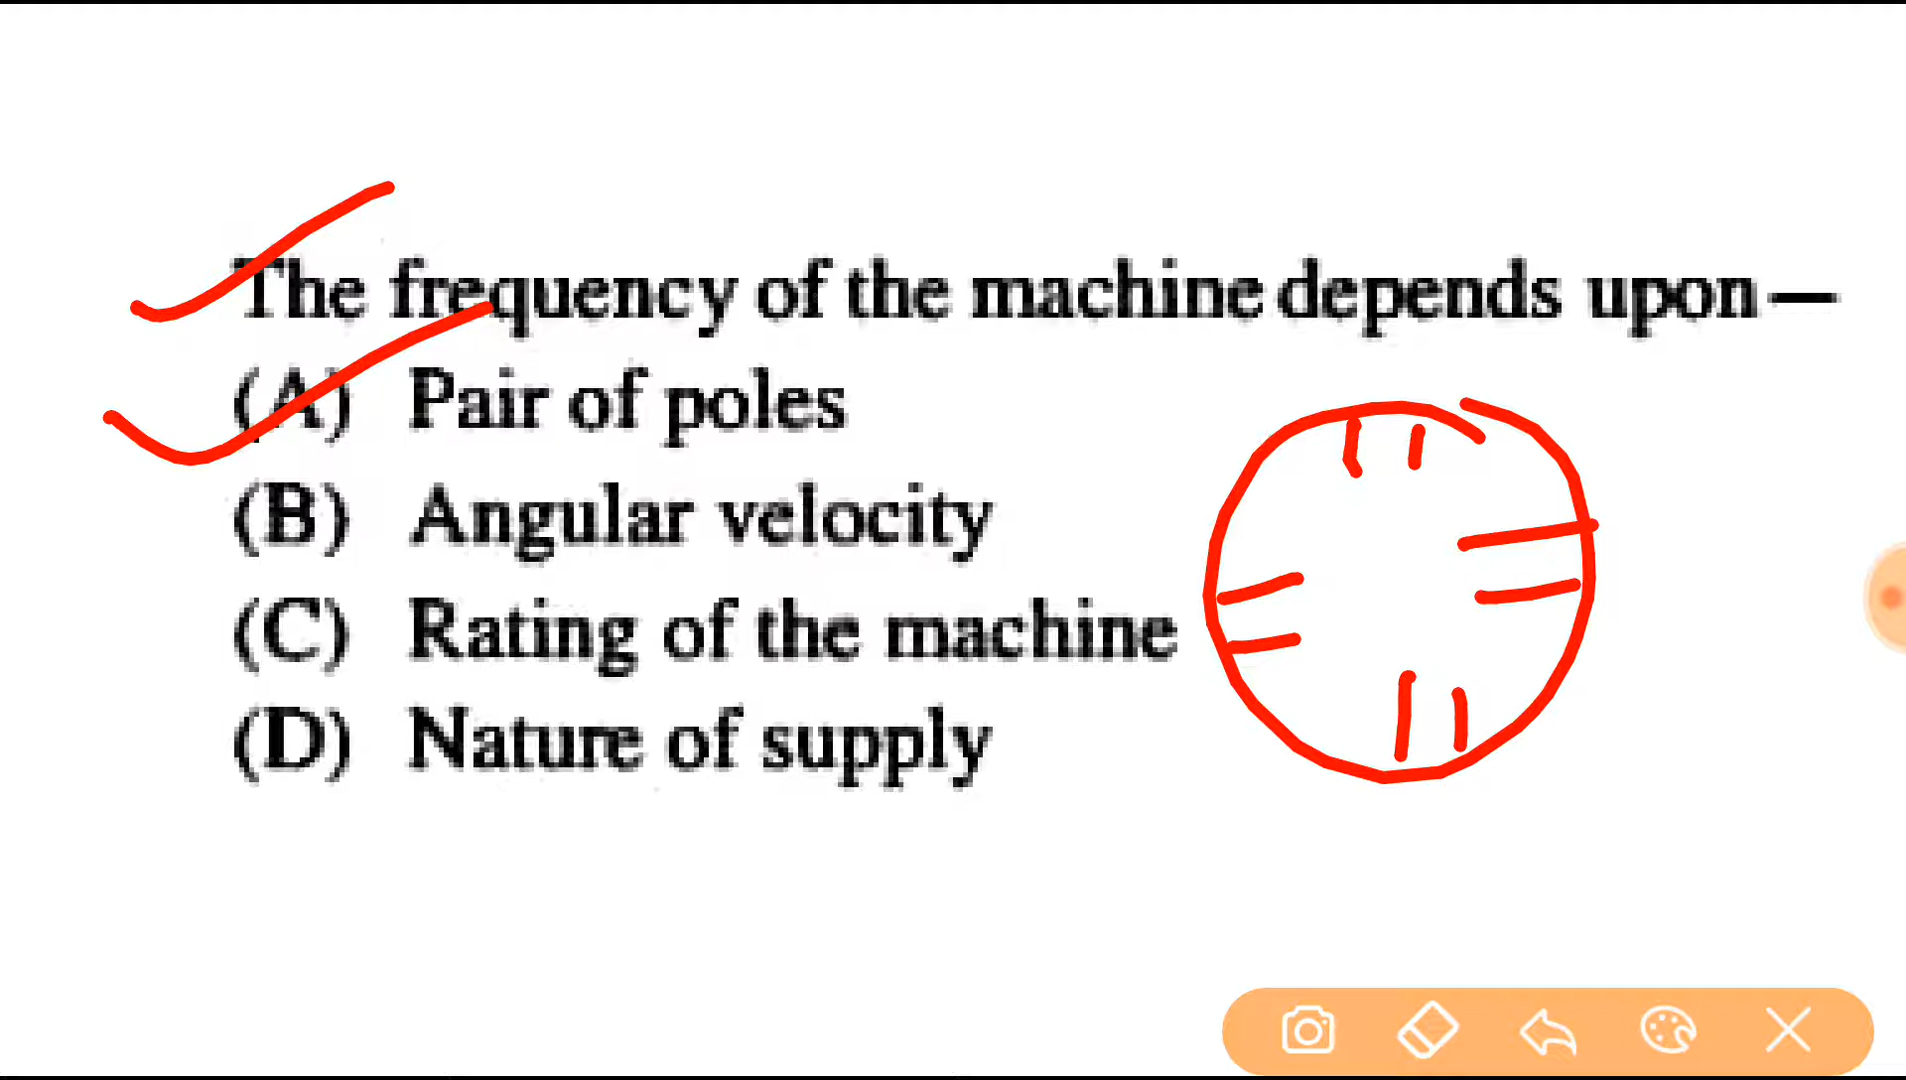 The frequency of the machine depends upon—
(A) Pair of poles
(B) Angular velocity
(C) Rating of the machine
(D) Nature of supply